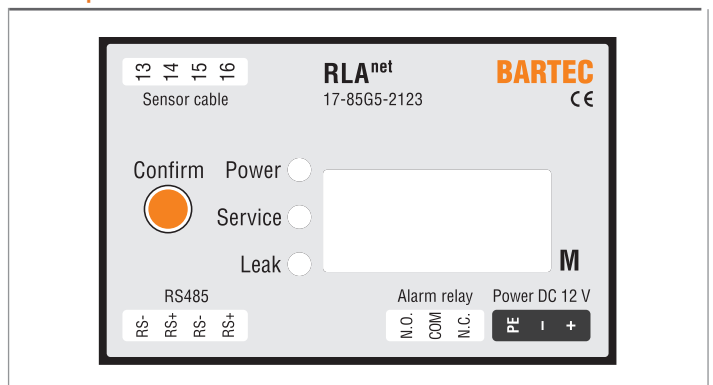 13 14 15 16
Sensor cable
RLAnet
17-85G5-2123
BARTEC
CE
Confirm
Power
Service
Leak
M
RS485
RS- RS+ RS- RS+
Alarm relay
N.O. COM N.C.
Power DC 12 V
PE − +